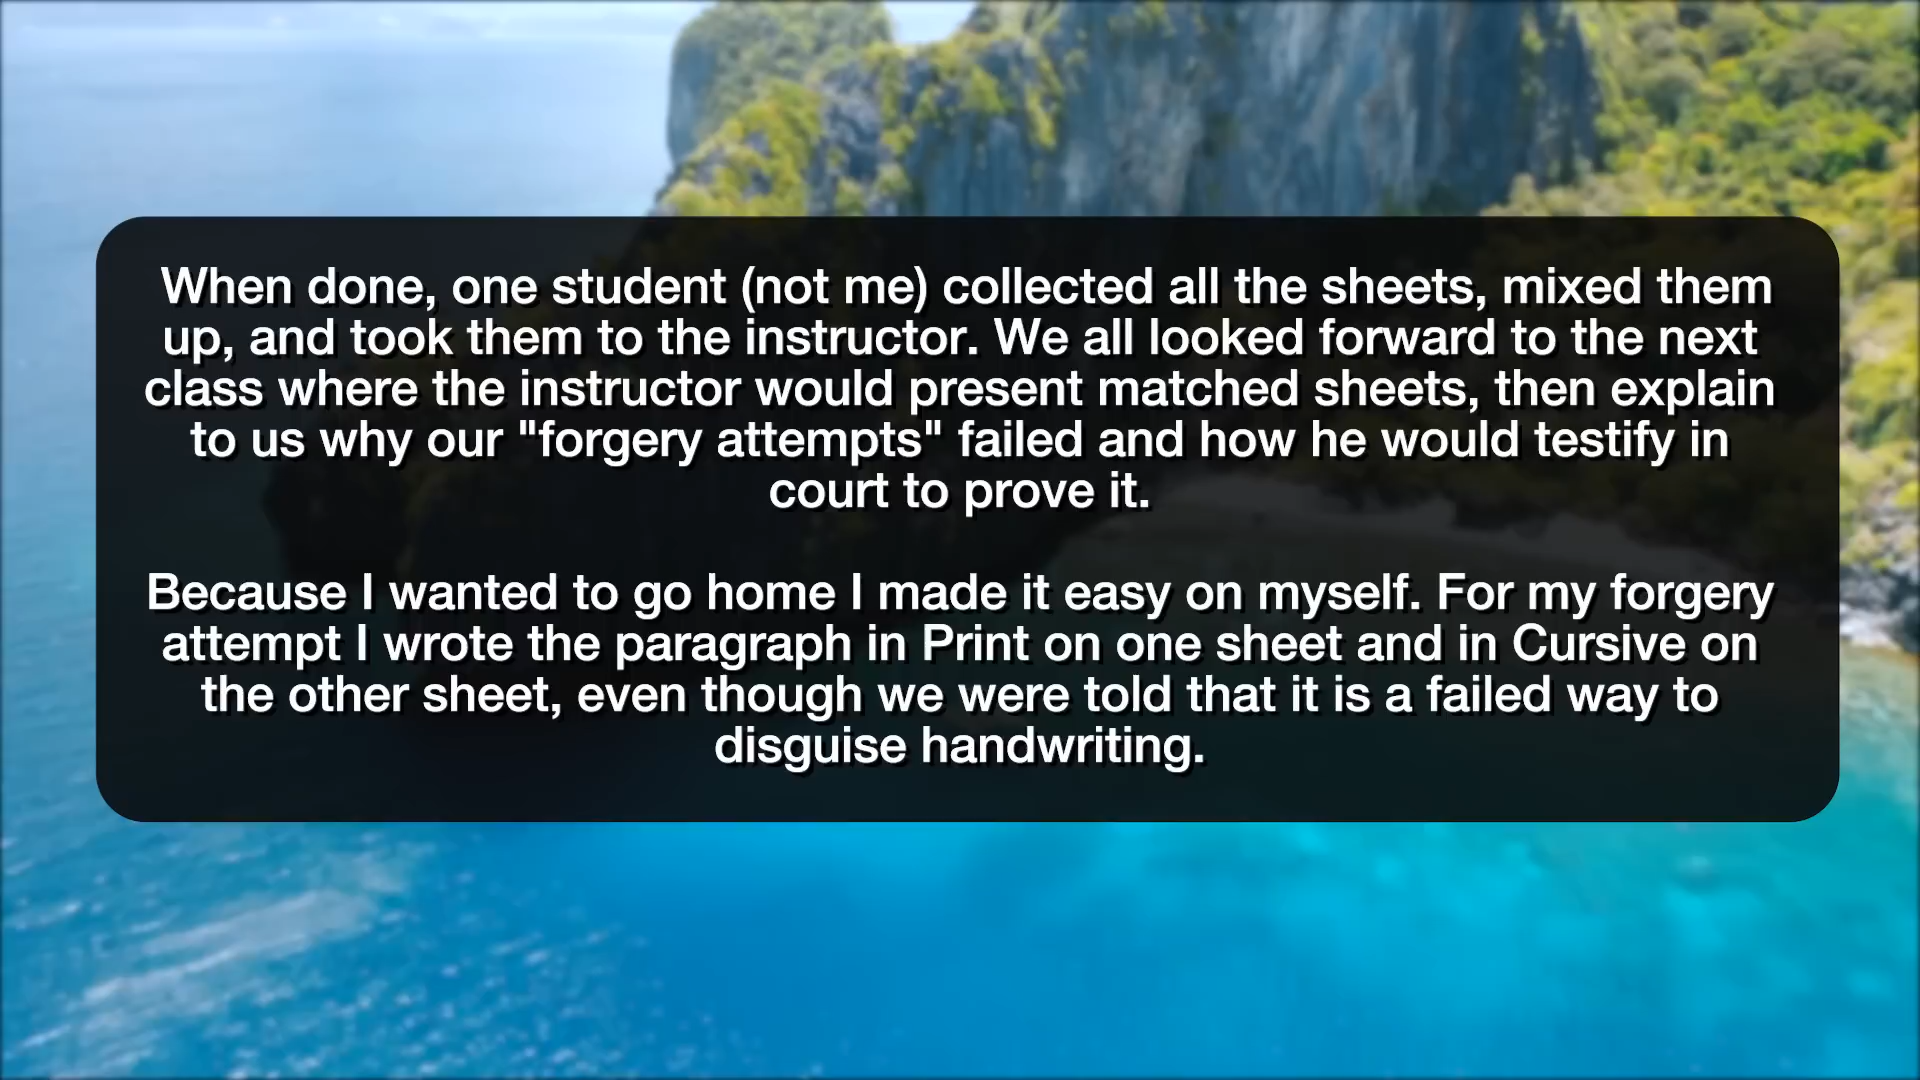 When done, one student (not me) collected all the sheets, mixed them
up, and took them to the instructor. We all looked forward to the next
class where the instructor would present matched sheets, then explain
to us why our "forgery attempts" failed and how he would testify in
court to prove it.
Because I wanted to go home I made it easy on myself. For my forgery
attempt I wrote the paragraph in Print on one sheet and in Cursive on
the other sheet, even though we were told that it is a failed way to
disguise handwriting.